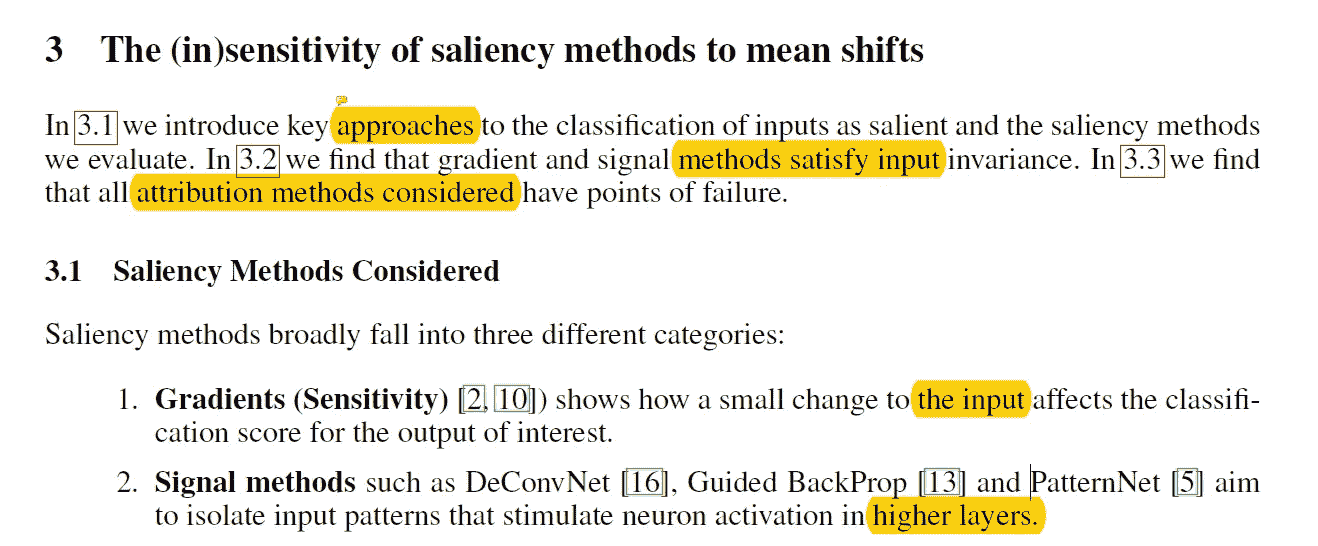 3 The (in)sensitivity of saliency methods to mean shifts
In 3.1 we introduce key approaches to the classification of inputs as salient and the saliency methods
we evaluate. In 3.2 we find that gradient and signal methods satisfy input invariance. In 3.3 we find
that all attribution methods considered have points of failure.
3.1 Saliency Methods Considered
Saliency methods broadly fall into three different categories:
1. Gradients (Sensitivity) [2, 10]) shows how a small change to the input affects the classifi-
cation score for the output of interest.
2. Signal methods such as DeConvNet [16], Guided BackProp [13] and PatternNet [5] aim
to isolate input patterns that stimulate neuron activation in higher layers.